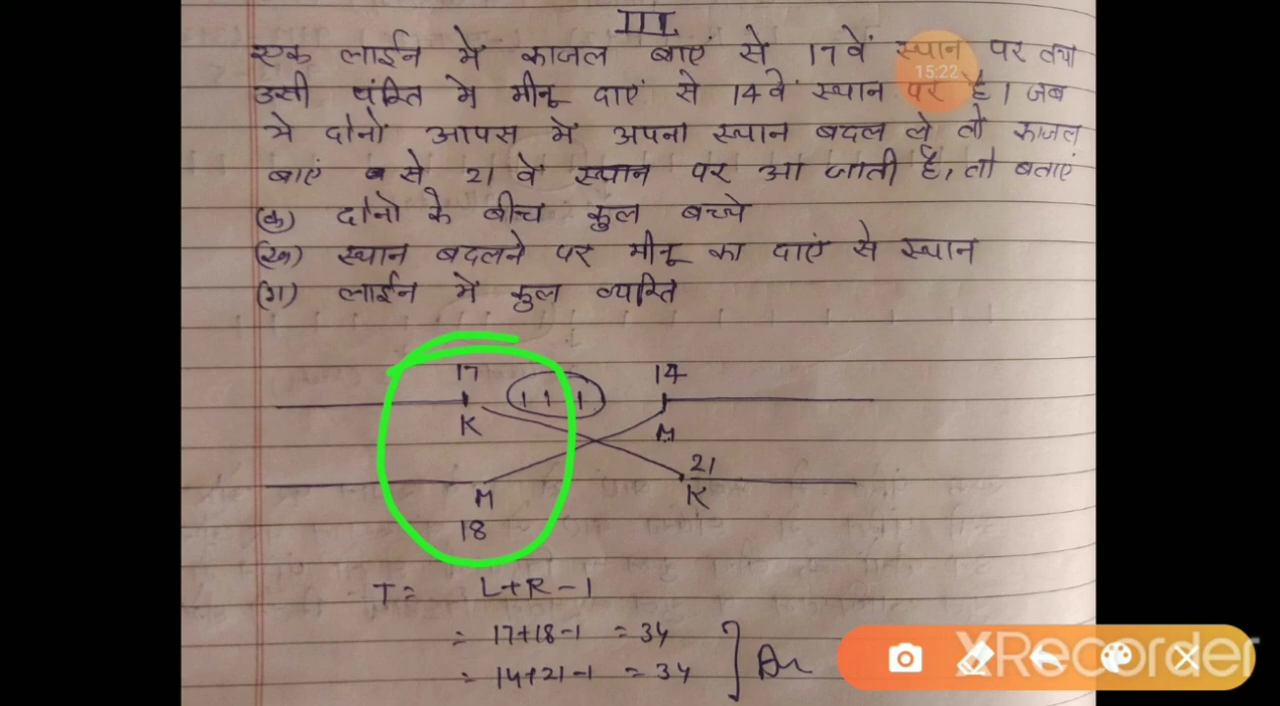 III
एक लाईन में काजल बाएं से 17वें स्थान पर तथा
15:22
उसी पंक्ति में मीनू दाएं से 14वें स्थान पर है। जब
ये दोनों आपस में अपना स्थान बदल ले तो काजल
बाएं से 21 वें स्थान पर आ जाती है, तो बताएं
(क) दोनों के बीच कुल बच्चे
(ख) स्थान बदलने पर मीनू का दाएं से स्थान
(ग) लाईन में कुल व्यक्ति
17 14
K M
21
M K
18
T = L+R-1
= 17+18-1 = 34
= 14+21-1 = 34
XRecorder